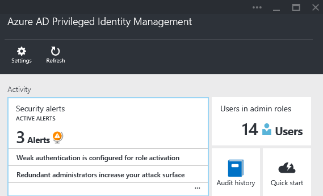 Azure AD Privileged Identity Management
Settings
Refresh
Activity
Security alerts
ACTIVE ALERTS
3 Alerts
Weak authentication is configured for role activation
Redundant administrators increase your attack surface
...
Users in admin roles
14 Users
Audit history
Quick start